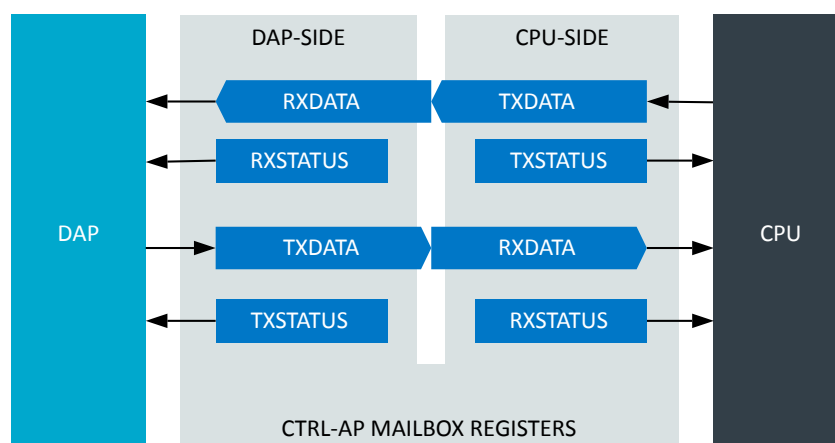 DAP-SIDE CPU-SIDE
RXDATA TXDATA
RXSTATUS TXSTATUS
DAP CPU
TXDATA RXDATA
TXSTATUS RXSTATUS
CTRL-AP MAILBOX REGISTERS